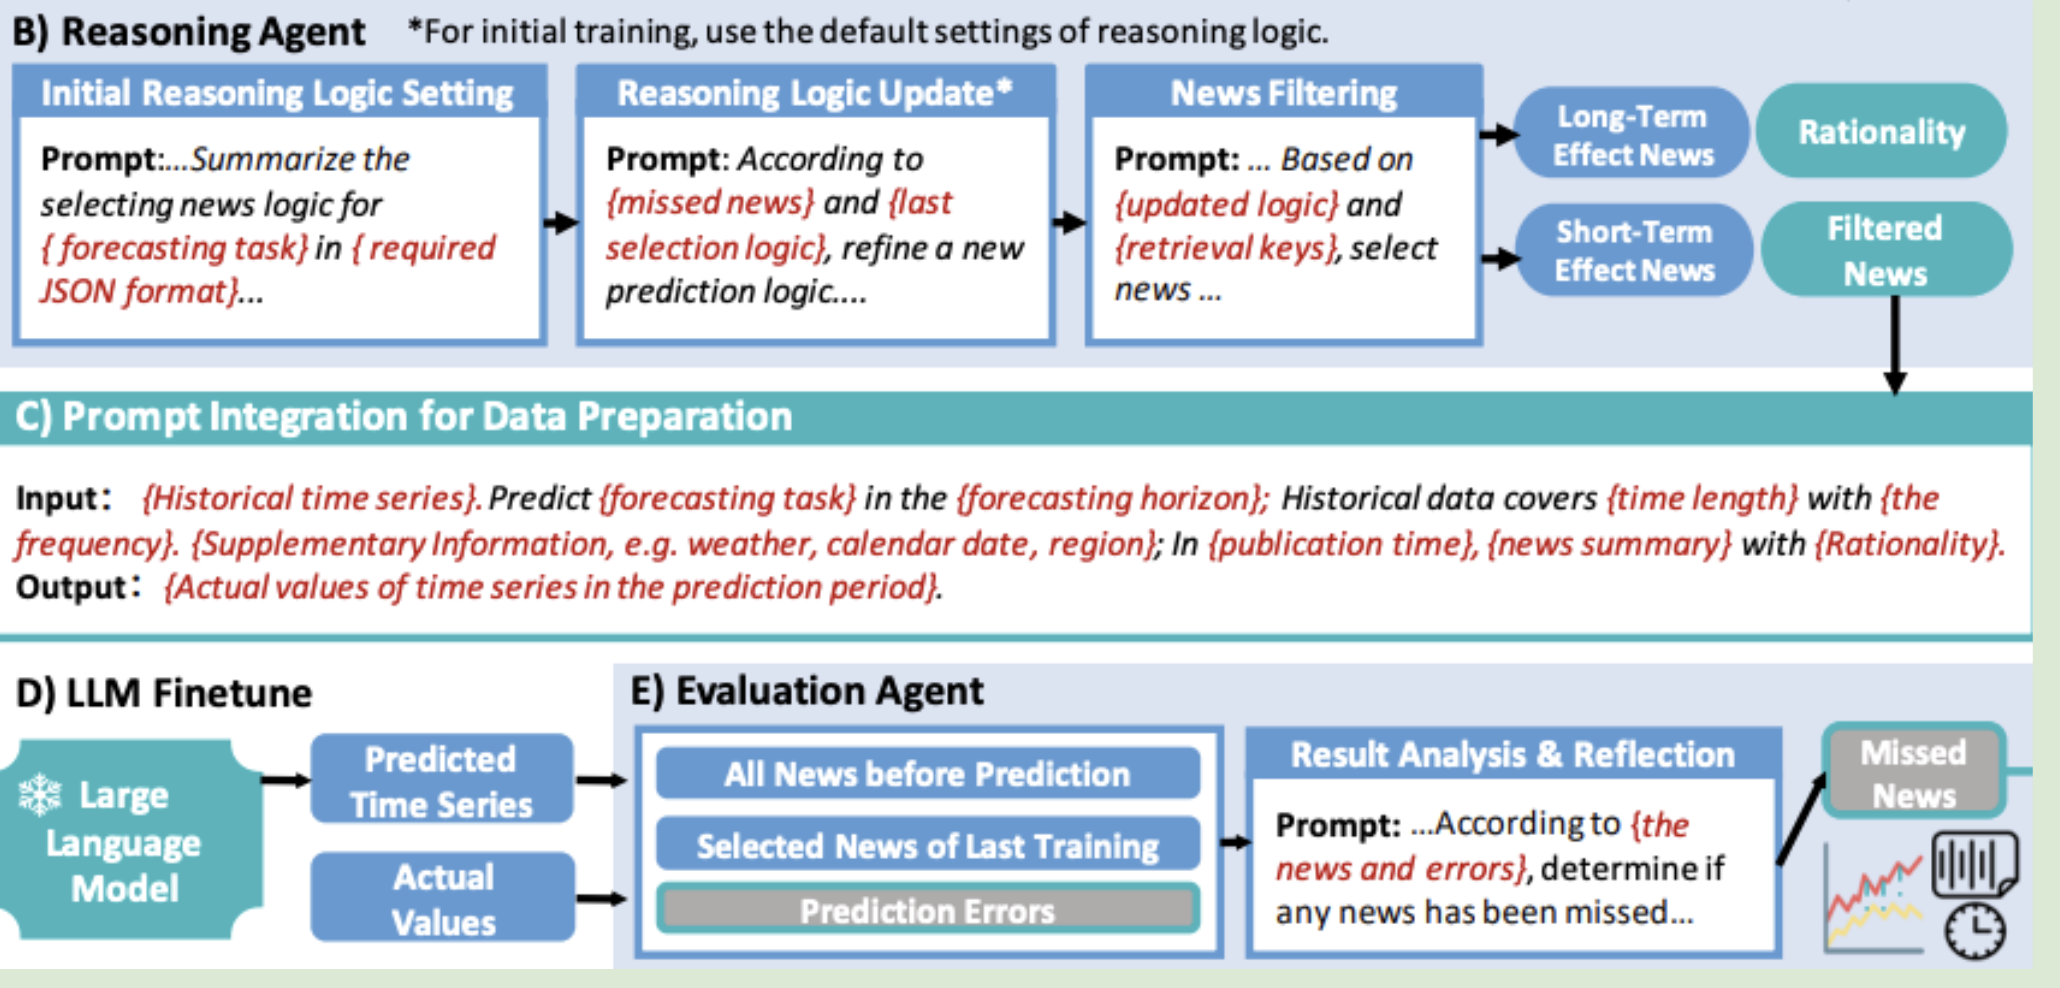 B) Reasoning Agent *For initial training, use the default settings of reasoning logic.
Initial Reasoning Logic Setting
Prompt:...Summarize the
selecting news logic for
{ forecasting task} in { required
JSON format}...
Reasoning Logic Update*
Prompt: According to
{missed news} and {last
selection logic}, refine a new
prediction logic....
News Filtering
Prompt: ... Based on
{updated logic} and
{retrieval keys}, select
news ...
Long-Term
Effect News
Rationality
Short-Term
Effect News
Filtered
News
C) Prompt Integration for Data Preparation
Input: {Historical time series}. Predict {forecasting task} in the {forecasting horizon}; Historical data covers {time length} with {the
frequency}. {Supplementary Information, e.g. weather, calendar date, region}; In {publication time}, {news summary} with {Rationality}.
Output: {Actual values of time series in the prediction period}.
D) LLM Finetune
Large
Language
Model
Predicted
Time Series
Actual
Values
E) Evaluation Agent
All News before Prediction
Selected News of Last Training
Prediction Errors
Result Analysis & Reflection
Prompt: ...According to {the
news and errors}, determine if
any news has been missed...
Missed
News